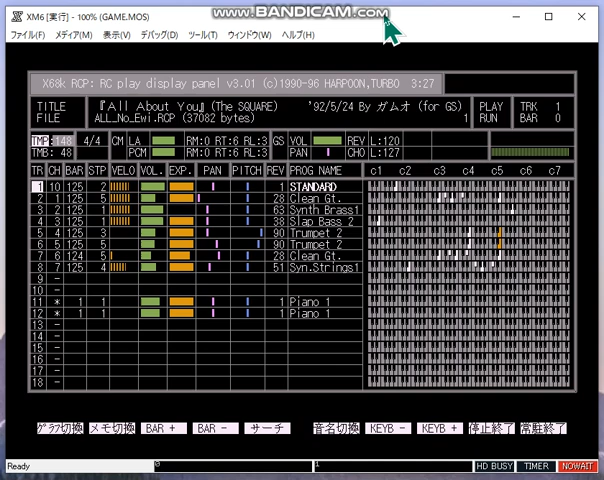 www.BANDICAM.com
XM6 [実行] - 100% (GAME.MOS)
ファイル(F) メディア(M) 表示(V) デバッグ(D) ツール(T) ウィンドウ(W) ヘルプ(H)
X68k RCP: RC play display panel v3.01 (c)1990-96 HARPOON,TURBO 3:27
TITLE 『All About You』(The SQUARE) '92/5/24 By ガムオ (for GS) PLAY TRK 1
FILE ALL_No_Ewi.RCP (37082 bytes) 1 RUN BAR 0
TMP:148 4/4 CM LA RM:0 RT:6 RL:3 GS VOL REV L:120
TMB: 48 PCM RM:0 RT:6 RL:3 PAN CHO L:127
TR CH BAR STP VELO VOL. EXP. PAN PITCH REV PROG NAME c1 c2 c3 c4 c5 c6 c7
1 10 125 2 1 STANDARD
2 1 125 5 28 Clean Gt.
3 2 125 1 63 Synth Brass1
4 3 125 1 38 Slap Bass 2
5 4 125 3 90 Trumpet 2
6 5 125 5 90 Trumpet 2
7 6 124 5 28 Clean Gt.
8 7 125 4 51 Syn.Strings1
9 -
10 -
11 * 1 1 1 Piano 1
12 * 1 1 1 Piano 1
13 -
14 -
15 -
16 -
17 -
18 -
グラフ切換 メモ切換 BAR + BAR - サーチ 音名切換 KEYB - KEYB + 停止終了 常駐終了
Ready 0 1 HD BUSY TIMER NOWAIT